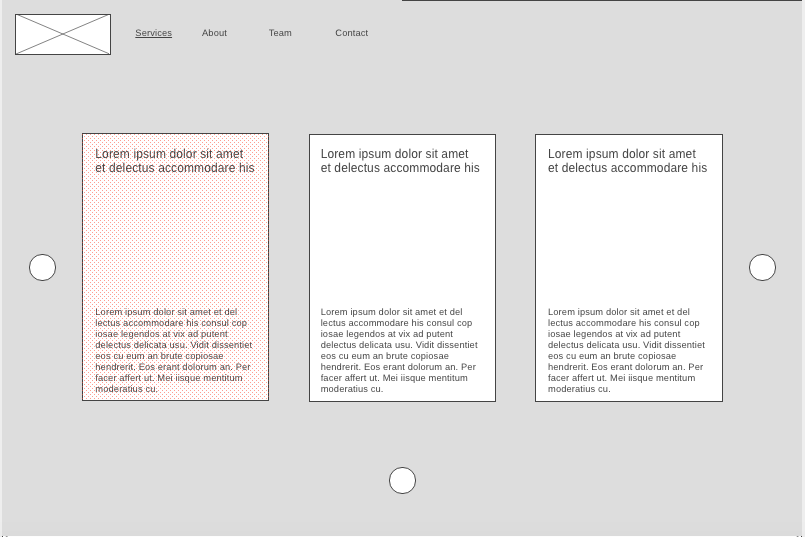 Services About Team Contact
Lorem ipsum dolor sit amet
et delectus accommodare his
Lorem ipsum dolor sit amet et del
lectus accommodare his consul cop
iosae legendos at vix ad putent
delectus delicata usu. Vidit dissentiet
eos cu eum an brute copiosae
hendrerit. Eos erant dolorum an. Per
facer affert ut. Mei iisque mentitum
moderatius cu.
Lorem ipsum dolor sit amet
et delectus accommodare his
Lorem ipsum dolor sit amet et del
lectus accommodare his consul cop
iosae legendos at vix ad putent
delectus delicata usu. Vidit dissentiet
eos cu eum an brute copiosae
hendrerit. Eos erant dolorum an. Per
facer affert ut. Mei iisque mentitum
moderatius cu.
Lorem ipsum dolor sit amet
et delectus accommodare his
Lorem ipsum dolor sit amet et del
lectus accommodare his consul cop
iosae legendos at vix ad putent
delectus delicata usu. Vidit dissentiet
eos cu eum an brute copiosae
hendrerit. Eos erant dolorum an. Per
facer affert ut. Mei iisque mentitum
moderatius cu.